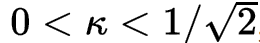 0 < κ < 1/√2,